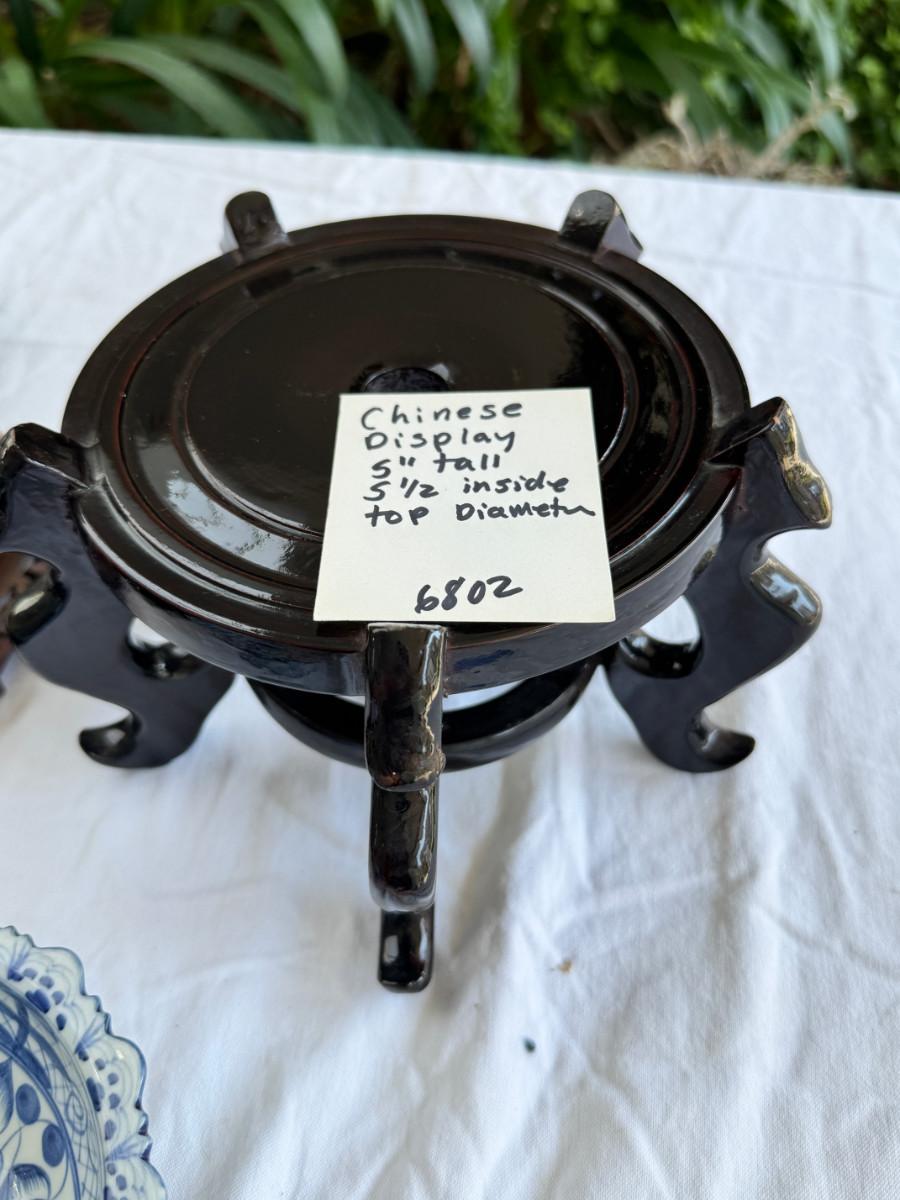 Chinese
Display
5" tall
5 1/2 inside
top Diameter
6802